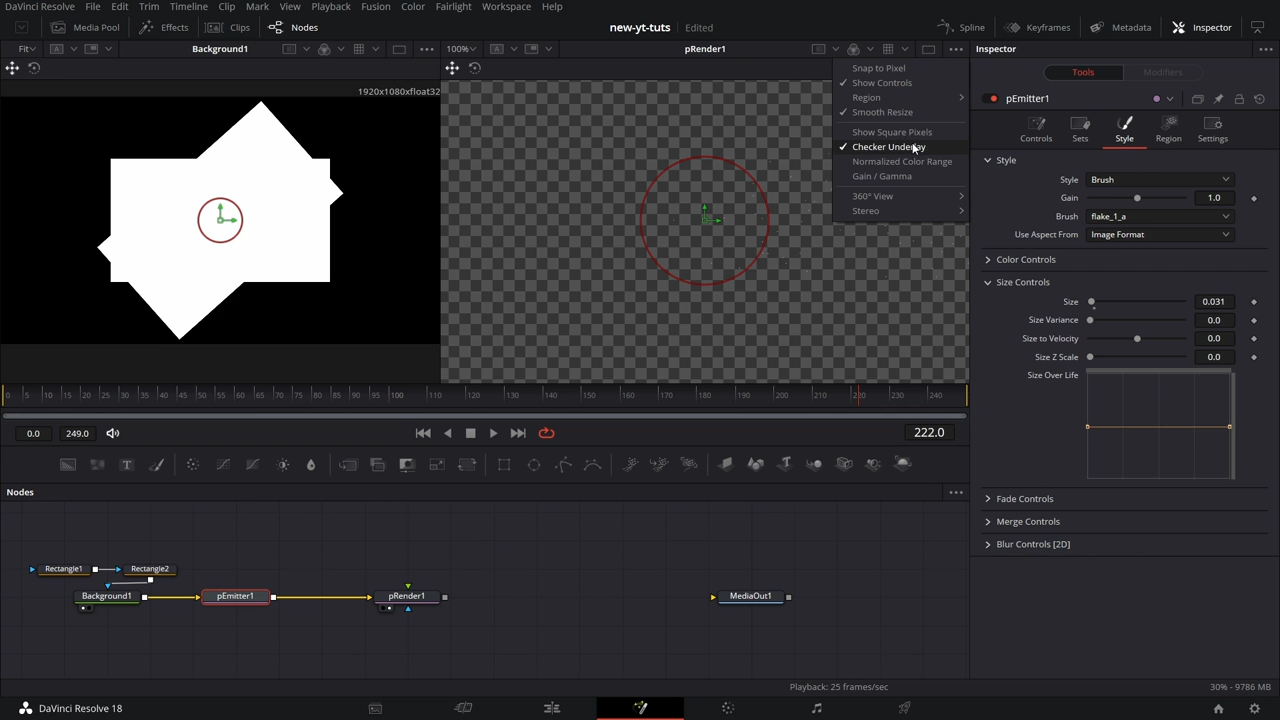 DaVinci Resolve File Edit Trim Timeline Clip Mark View Playback Fusion Color Fairlight Workspace Help
Media Pool Effects Clips Nodes new-yt-tuts Edited Spline Keyframes Metadata Inspector
Fit Background1 100% pRender1 Inspector
Tools Modifiers
1920x1080xfloat32
Snap to Pixel
Show Controls
Region
Smooth Resize
Show Square Pixels
Checker Underlay
Normalized Color Range
Gain / Gamma
360° View
Stereo
pEmitter1
Controls Sets Style Region Settings
Style
Style Brush
Gain 1.0
Brush flake_1_a
Use Aspect From Image Format
Color Controls
Size Controls
Size 0.031
Size Variance 0.0
Size to Velocity 0.0
Size Z Scale 0.0
Size Over Life
Fade Controls
Merge Controls
Blur Controls [2D]
0 5 10 15 20 25 30 35 40 45 50 55 60 65 70 75 80 85 90 95 100 110 120 130 140 150 160 170 180 190 200 210 220 230 240
0.0 249.0 222.0
Nodes
Rectangle1 Rectangle2
Background1 pEmitter1 pRender1 MediaOut1
Playback: 25 frames/sec 30% - 9786 MB
DaVinci Resolve 18